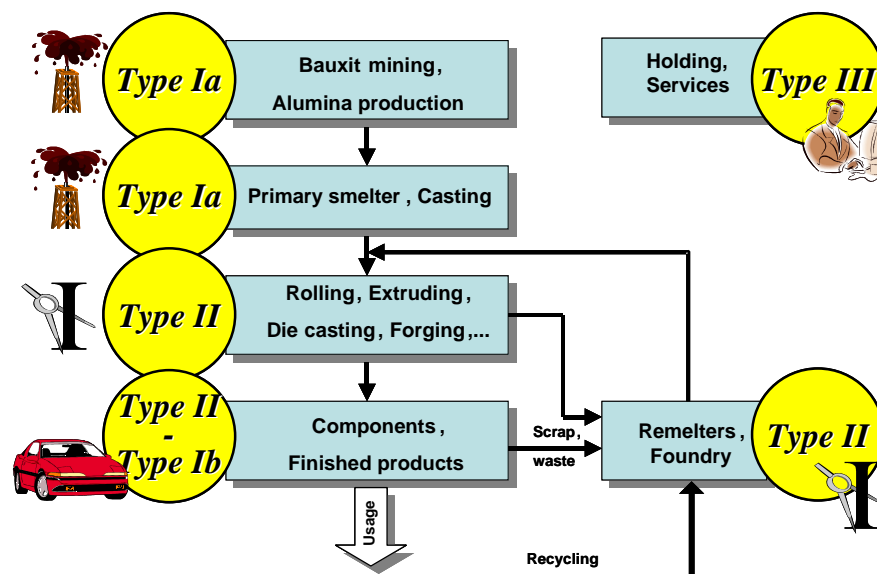 Type Ia
Bauxit mining,
Alumina production
Holding,
Services
Type III
Type Ia
Primary smelter , Casting
Type II
Rolling, Extruding,
Die casting, Forging,...
Type II
-
Type Ib
Components ,
Finished products
Scrap,
waste
Remelters ,
Foundry
Type II
Usage
Recycling